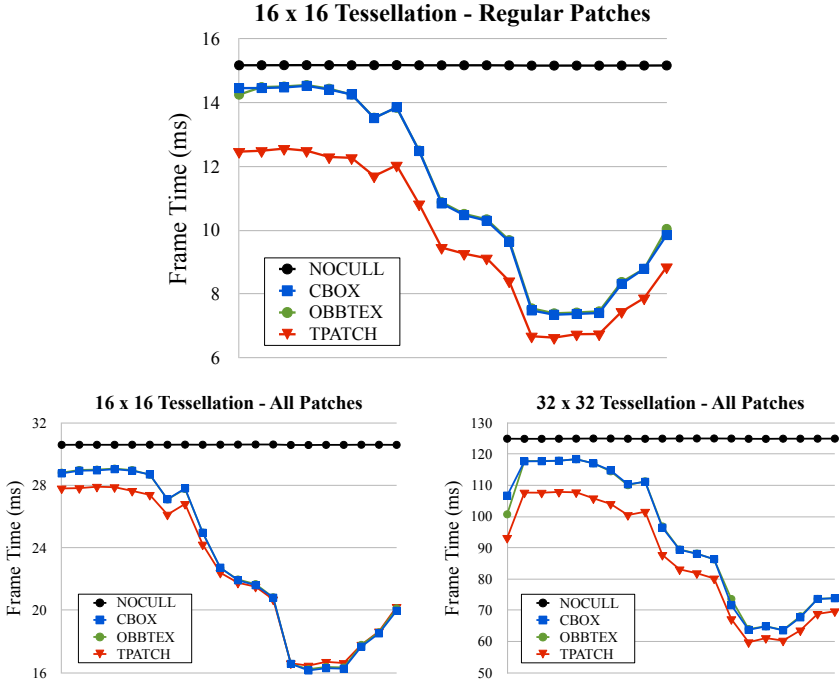 16 x 16 Tessellation - Regular Patches
Frame Time (ms)
16
14
12
10
8
6
NOCULL
CBOX
OBBTEX
TPATCH
16 x 16 Tessellation - All Patches
Frame Time (ms)
32
28
24
20
16
NOCULL
CBOX
OBBTEX
TPATCH
32 x 32 Tessellation - All Patches
Frame Time (ms)
130
120
110
100
90
80
70
60
50
NOCULL
CBOX
OBBTEX
TPATCH